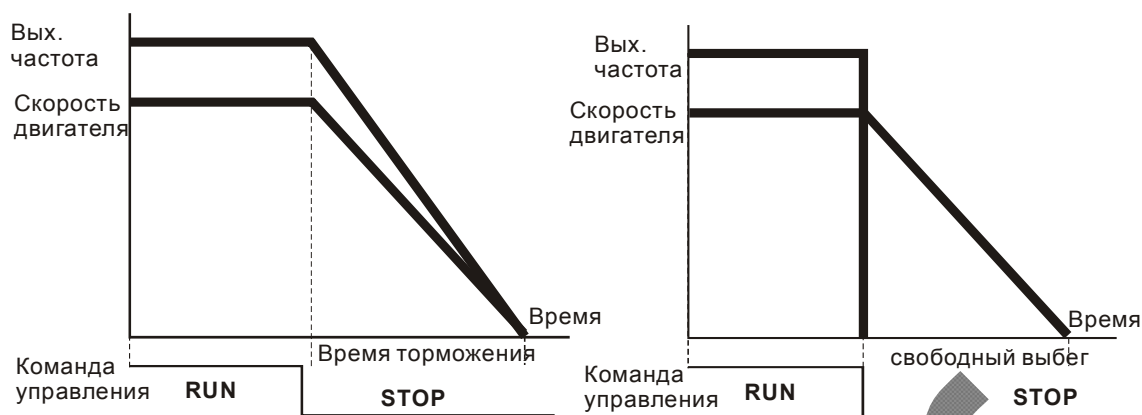 Вых.
частота
Скорость
двигателя
Время
Время торможения
Команда
управления
RUN
STOP
Вых.
частота
Скорость
двигателя
Время
свободный выбег
Команда
управления
RUN
STOP